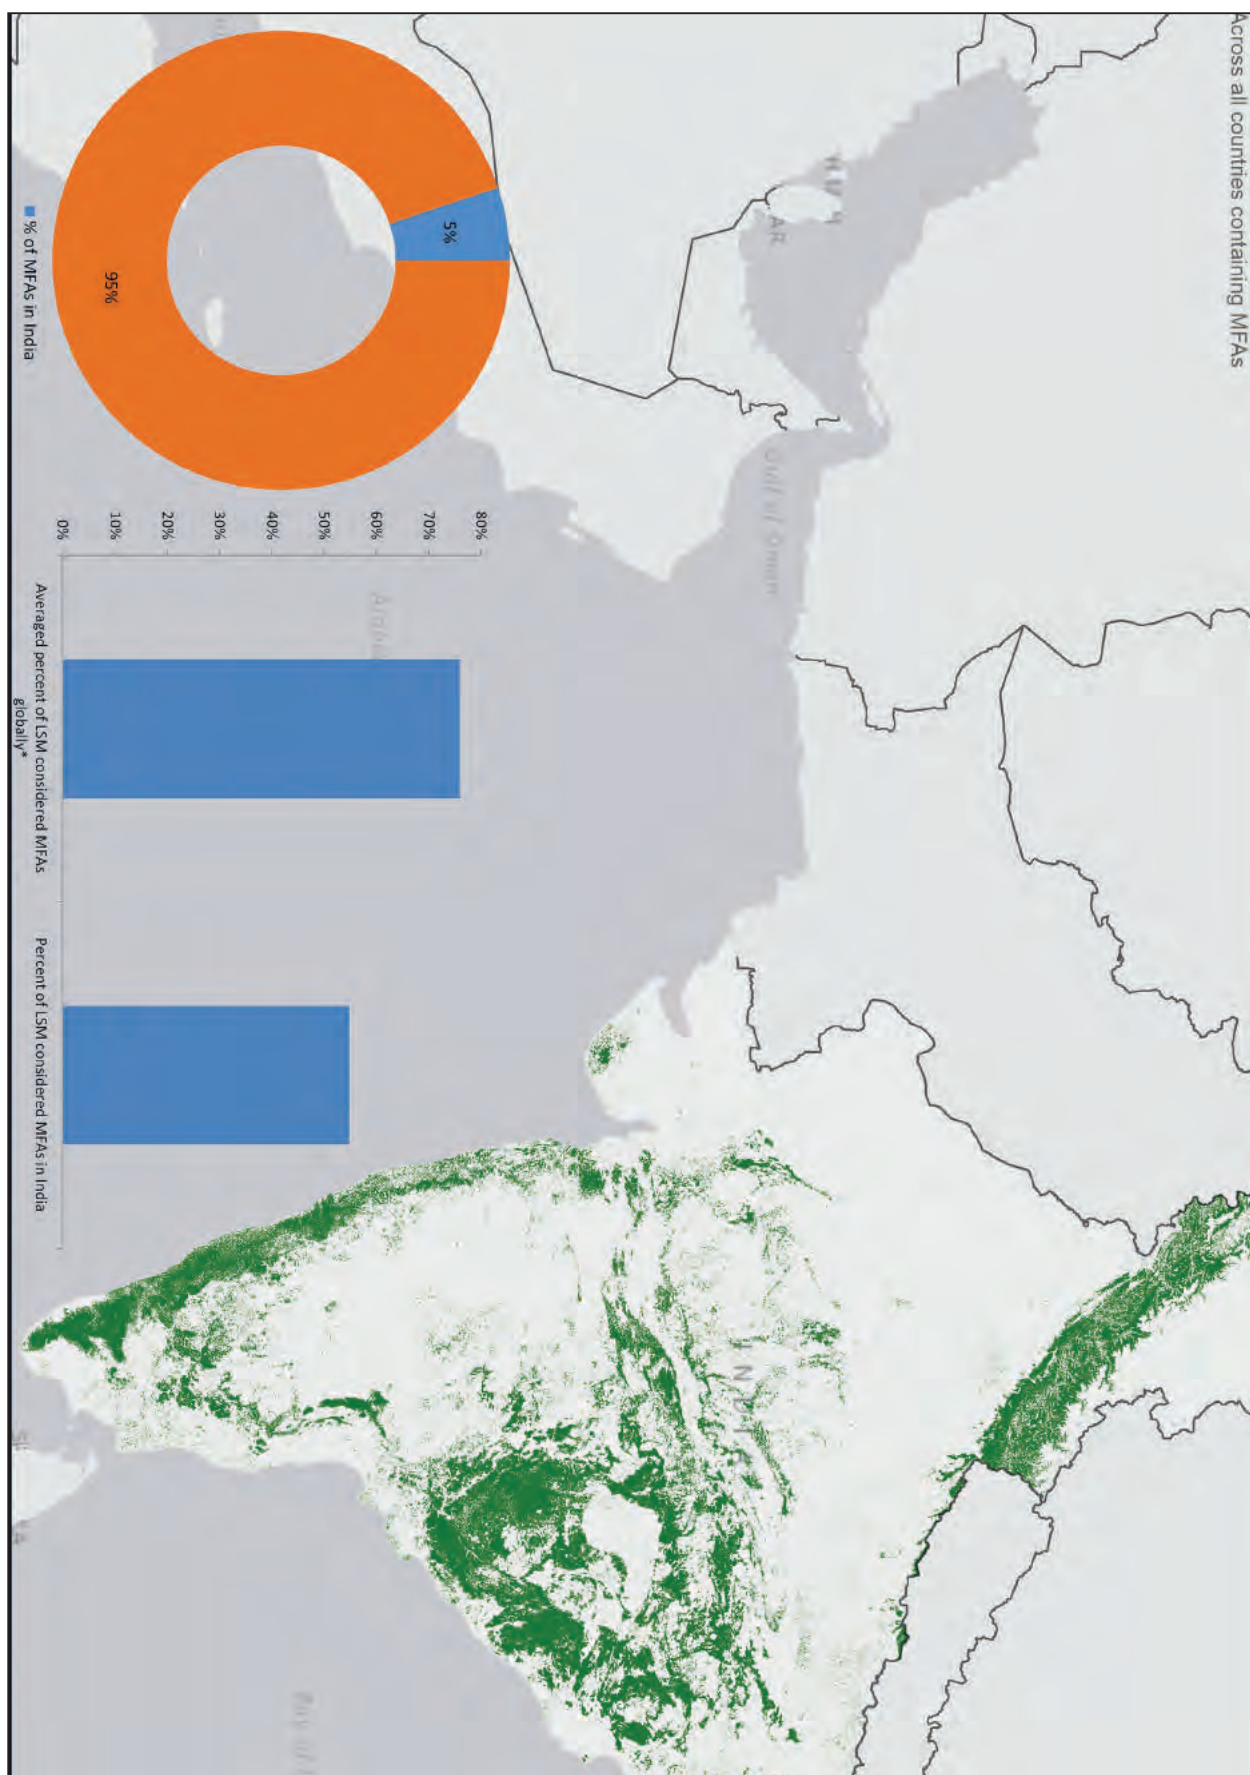 Across all countries containing MFAs
AR
Gulf of Oman
I N D I
5%
95%
% of MFAs in India
80%
70%
60%
50%
40%
30%
20%
10%
0%
Averaged percent of LSM considered MFAs
globally*
Percent of LSM considered MFAs in India